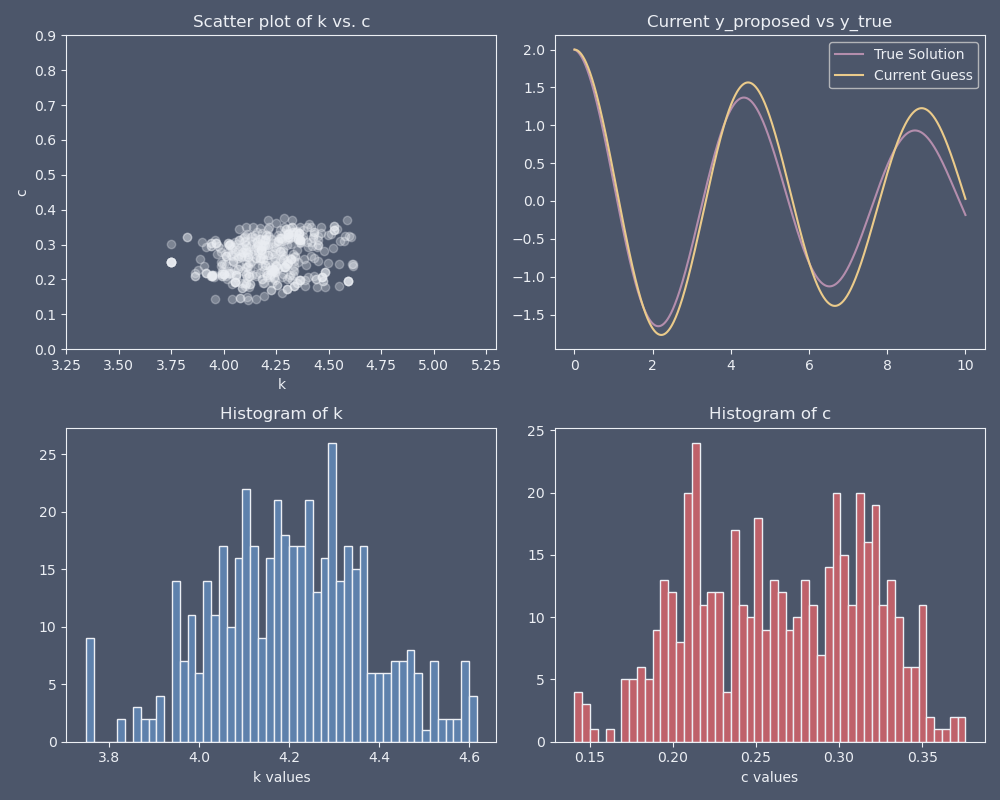 Scatter plot of k vs. c
0.9
0.8
0.7
0.6
0.5
0.4
0.3
0.2
0.1
0.0
c
3.25 3.50 3.75 4.00 4.25 4.50 4.75 5.00 5.25
k
Current y_proposed vs y_true
True Solution
Current Guess
2.0
1.5
1.0
0.5
0.0
−0.5
−1.0
−1.5
0 2 4 6 8 10
Histogram of k
25
20
15
10
5
0
3.8 4.0 4.2 4.4 4.6
k values
Histogram of c
25
20
15
10
5
0
0.15 0.20 0.25 0.30 0.35
c values